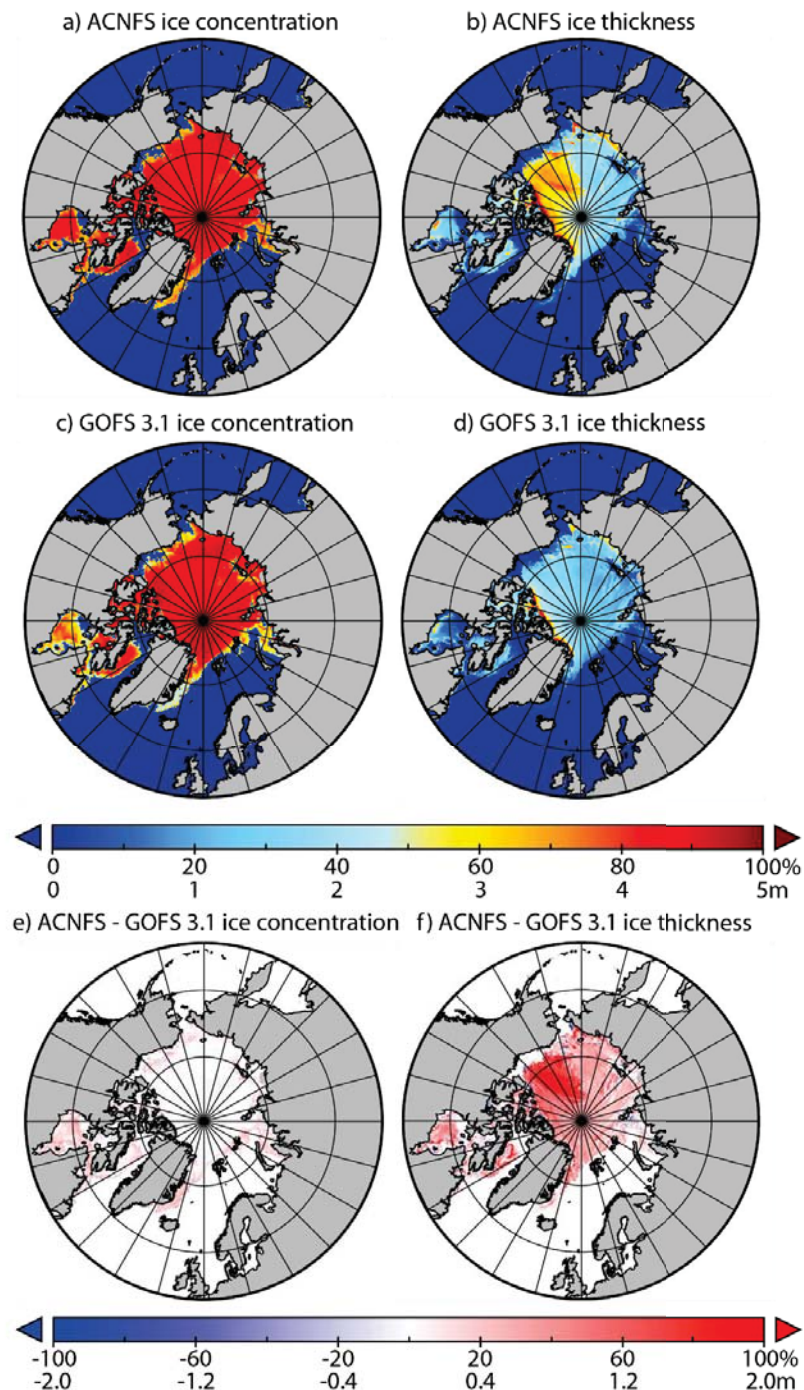 a) ACNFS ice concentration
b) ACNFS ice thickness
c) GOFS 3.1 ice concentration
d) GOFS 3.1 ice thickness
0 20 40 60 80 100%
0 1 2 3 4 5m
e) ACNFS - GOFS 3.1 ice concentration
f) ACNFS - GOFS 3.1 ice thickness
-100 -60 -20 20 60 100%
-2.0 -1.2 -0.4 0.4 1.2 2.0m